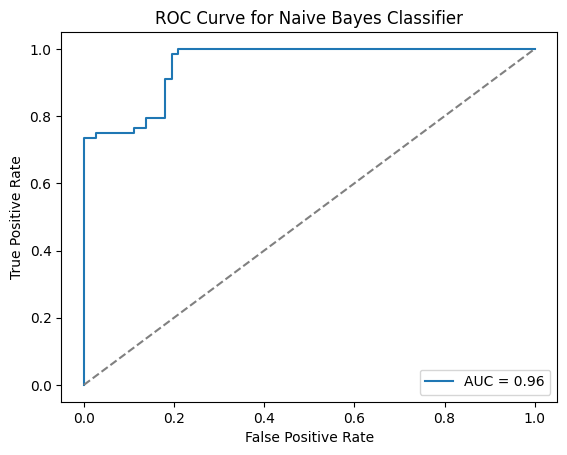 ROC Curve for Naive Bayes Classifier
True Positive Rate
1.0
0.8
0.6
0.4
0.2
0.0
AUC = 0.96
0.0 0.2 0.4 0.6 0.8 1.0
False Positive Rate